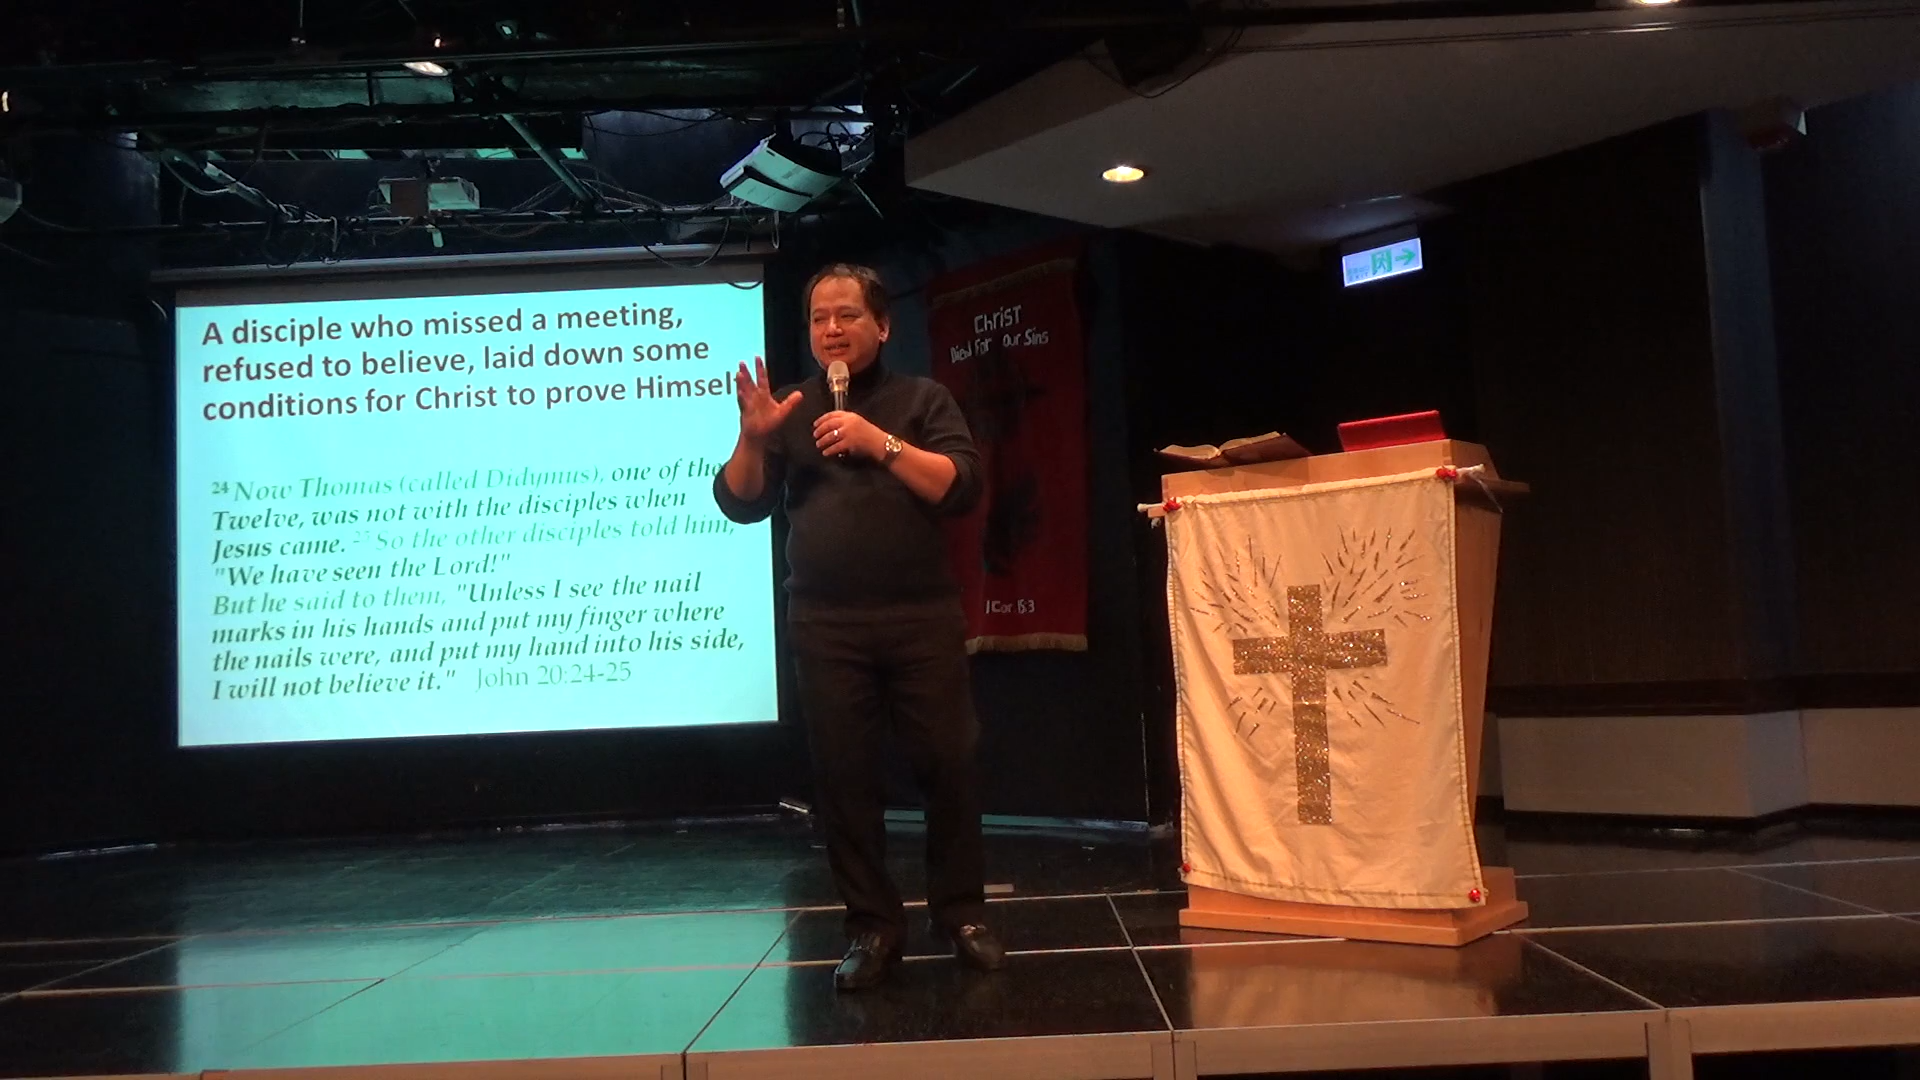 A disciple who missed a meeting,
refused to believe, laid down some
conditions for Christ to prove Himself
24 Now Thomas (called Didymus), one of the
Twelve, was not with the disciples when
Jesus came. 25 So the other disciples told him,
"We have seen the Lord!"
But he said to them, "Unless I see the nail
marks in his hands and put my finger where
the nails were, and put my hand into his side,
I will not believe it." John 20:24-25
Christ
Died For Our Sins
1 Cor. 15:3